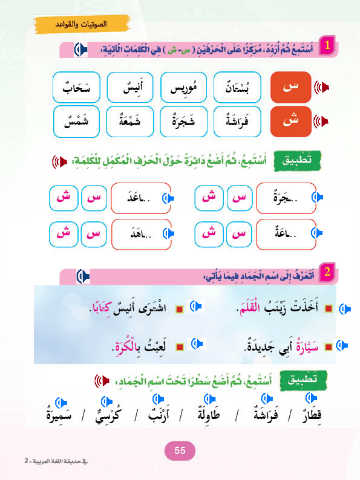 الصوتيات والقواعد
1 أَسْتَمِعُ ثُمَّ أُرَدِّدُ، مُرَكِّزًا عَلَى الْحَرْفَيْنِ ( س - ش ) فِي الْكَلِمَاتِ الْآتِيَةِ:
س بُسْتَانٌ مُورِيس أَنِيسٌ سَحَابٌ
ش فَرَاشَةٌ شَجَرَةٌ شَمْعَةٌ شَمْسٌ
تطبيق أَسْتَمِعُ، ثُمَّ أَضَعُ دَائِرَةً حَوْلَ الْحَرْفِ الْمُكَمِّلِ لِلْكَلِمَةِ:
...جَرَةٌ س ش ...اعَدَ س ش
...اعَةٌ س ش ...اهَدَ س ش
2 أَتَعَرَّفُ إِلَى اسْمِ الْجَمَادِ فِيمَا يَأْتِي:
أَخَذَتْ زَيْنَبُ الْقَلَمَ. اشْتَرَى أَنِيسٌ كِتَابًا.
سَيَّارَةُ أَبِي جَدِيدَةٌ. لَعِبْتُ بِالْكُرَةِ.
تطبيق أَسْتَمِعُ، ثُمَّ أَضَعُ سَطْرًا تَحْتَ اسْمِ الْجَمَادِ:
قِطَارٌ / فَرَاشَةٌ / طَاوِلَةٌ / أَرْنَبٌ / كُرْسِيٌّ / سَمِيرَةُ
55
في حديقة اللغة العربية - 2